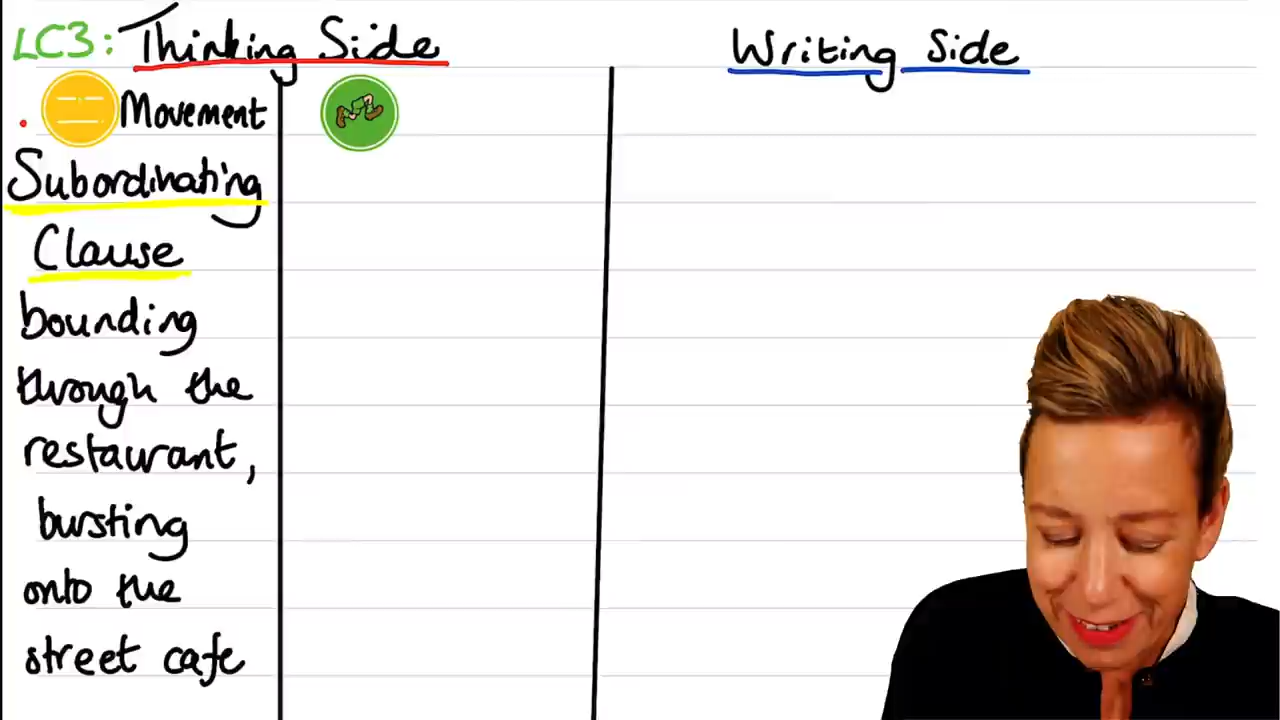 LC3: Thinking Side
Writing Side
Movement
Subordinating
Clause
bounding
through the
restaurant,
bursting
onto the
street cafe